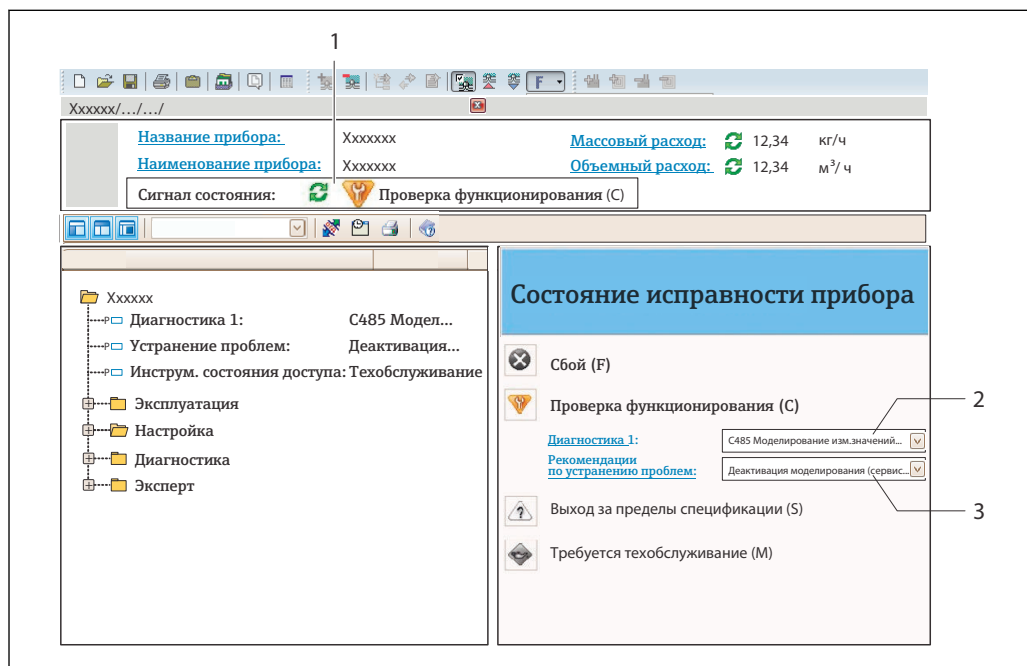 1
F
Xxxxxx/.../.../
Название прибора: Xxxxxxx Массовый расход: 12,34 кг/ч
Наименование прибора: Xxxxxxx Объемный расход: 12,34 м³/ ч
Сигнал состояния: Проверка функционирования (C)
Xxxxxx
P Диагностика 1: C485 Модел...
P Устранение проблем: Деактивация...
P Инструм. состояния доступа: Техобслуживание
Эксплуатация
Настройка
Диагностика
Эксперт
Состояние исправности прибора
Сбой (F)
Проверка функционирования (C)
2
Диагностика 1: C485 Моделирование изм.значений...
Рекомендации
по устранению проблем: Деактивация моделирования (сервис...
3
Выход за пределы спецификации (S)
Требуется техобслуживание (M)